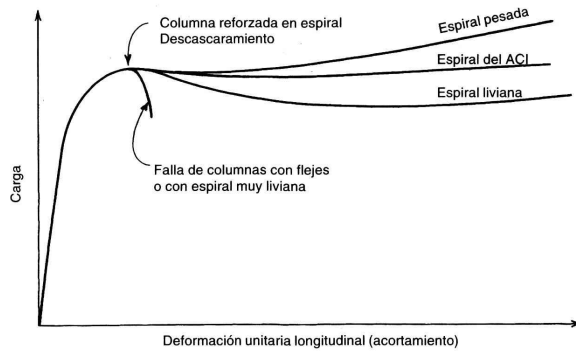 Columna reforzada en espiral
Descascaramiento
Espiral pesada
Espiral del ACI
Espiral liviana
Falla de columnas con flejes
o con espiral muy liviana
Carga
Deformación unitaria longitudinal (acortamiento)